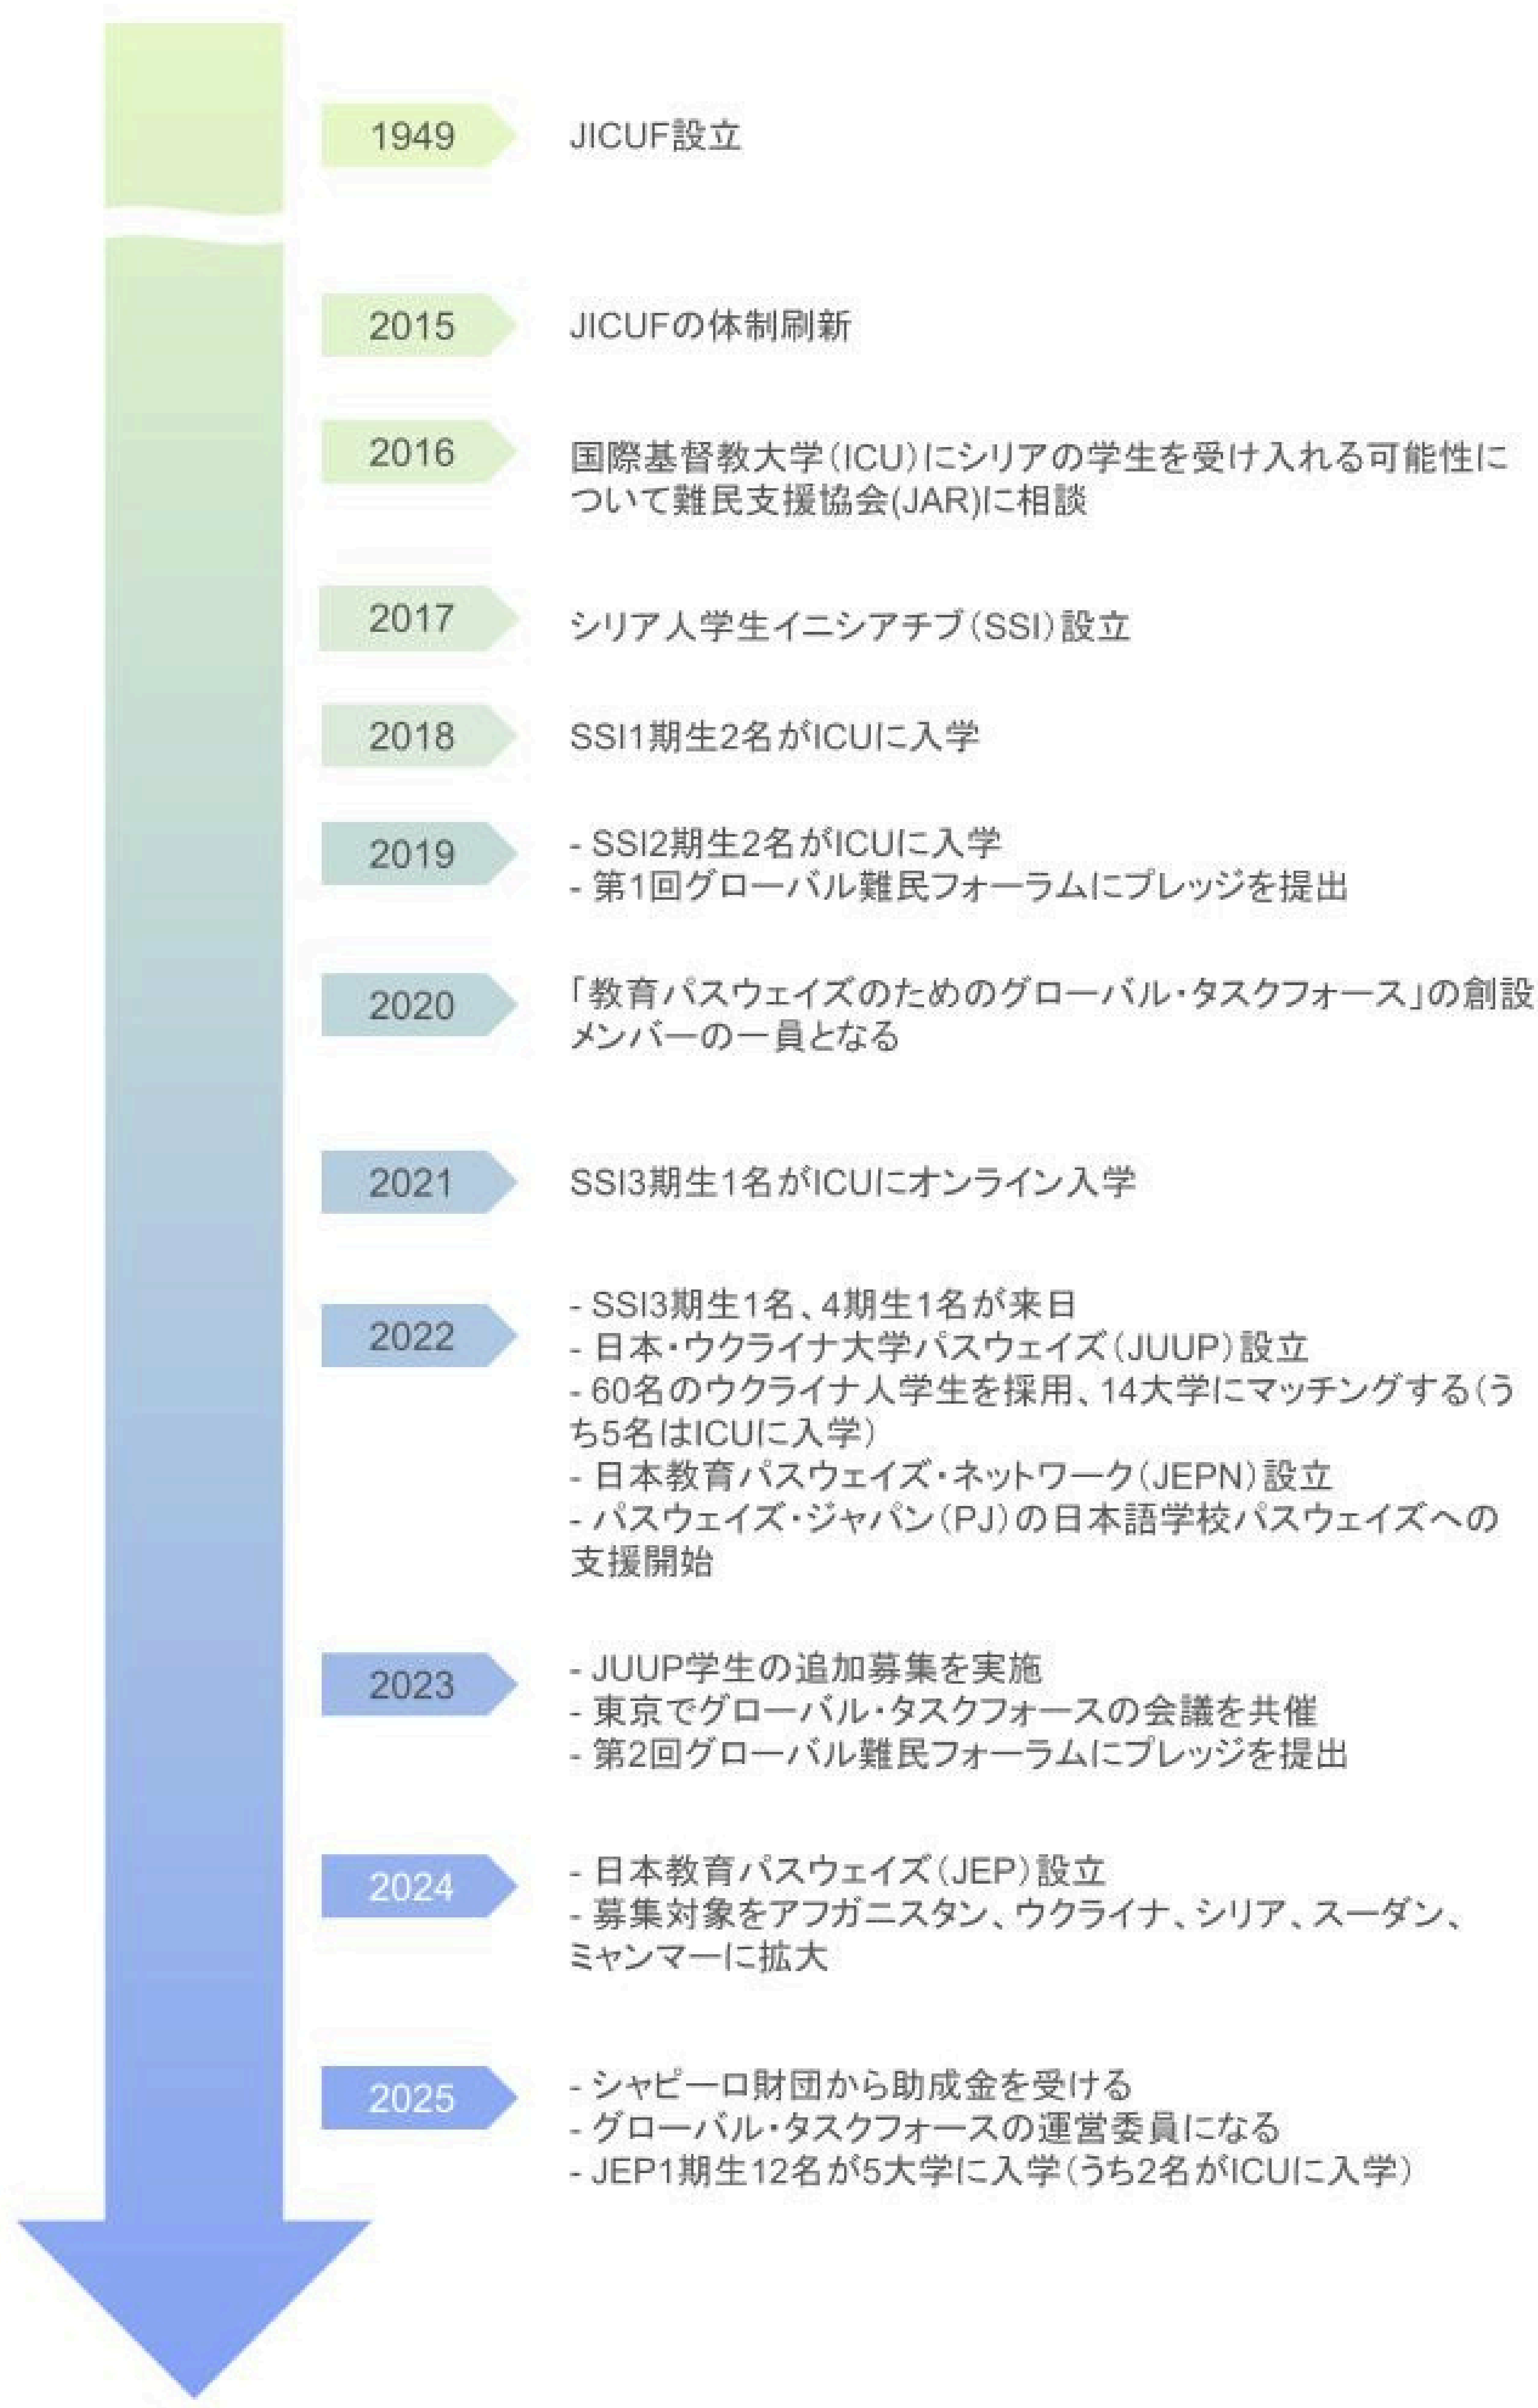 1949
JICUF設立
2015
JICUFの体制刷新
2016
国際基督教大学（ICU）にシリアの学生を受け入れる可能性に
ついて難民支援協会(JAR)に相談
2017
シリア人学生イニシアチブ（SSI）設立
2018
SSI1期生2名がICUに入学
2019
- SSI2期生2名がICUに入学
- 第1回グローバル難民フォーラムにプレッジを提出
2020
「教育パスウェイズのためのグローバル・タスクフォース」の創設
メンバーの一員となる
2021
SSI3期生1名がICUにオンライン入学
2022
- SSI3期生1名、4期生1名が来日
- 日本・ウクライナ大学パスウェイズ（JUUP）設立
- 60名のウクライナ人学生を採用、14大学にマッチングする（う
ち5名はICUに入学）
- 日本教育パスウェイズ・ネットワーク（JEPN）設立
- パスウェイズ・ジャパン（PJ）の日本語学校パスウェイズへの
支援開始
2023
- JUUP学生の追加募集を実施
- 東京でグローバル・タスクフォースの会議を共催
- 第2回グローバル難民フォーラムにプレッジを提出
2024
- 日本教育パスウェイズ（JEP）設立
- 募集対象をアフガニスタン、ウクライナ、シリア、スーダン、
ミャンマーに拡大
2025
- シャピーロ財団から助成金を受ける
- グローバル・タスクフォースの運営委員になる
- JEP1期生12名が5大学に入学（うち2名がICUに入学）